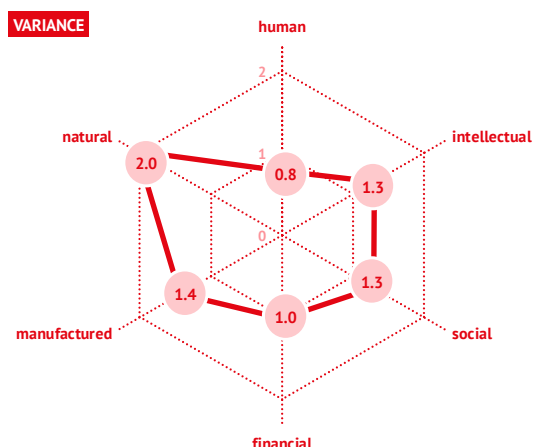 VARIANCE
human
2
natural
intellectual
1
2.0
0.8
1.3
0
1.4
1.3
1.0
manufactured
social
financial